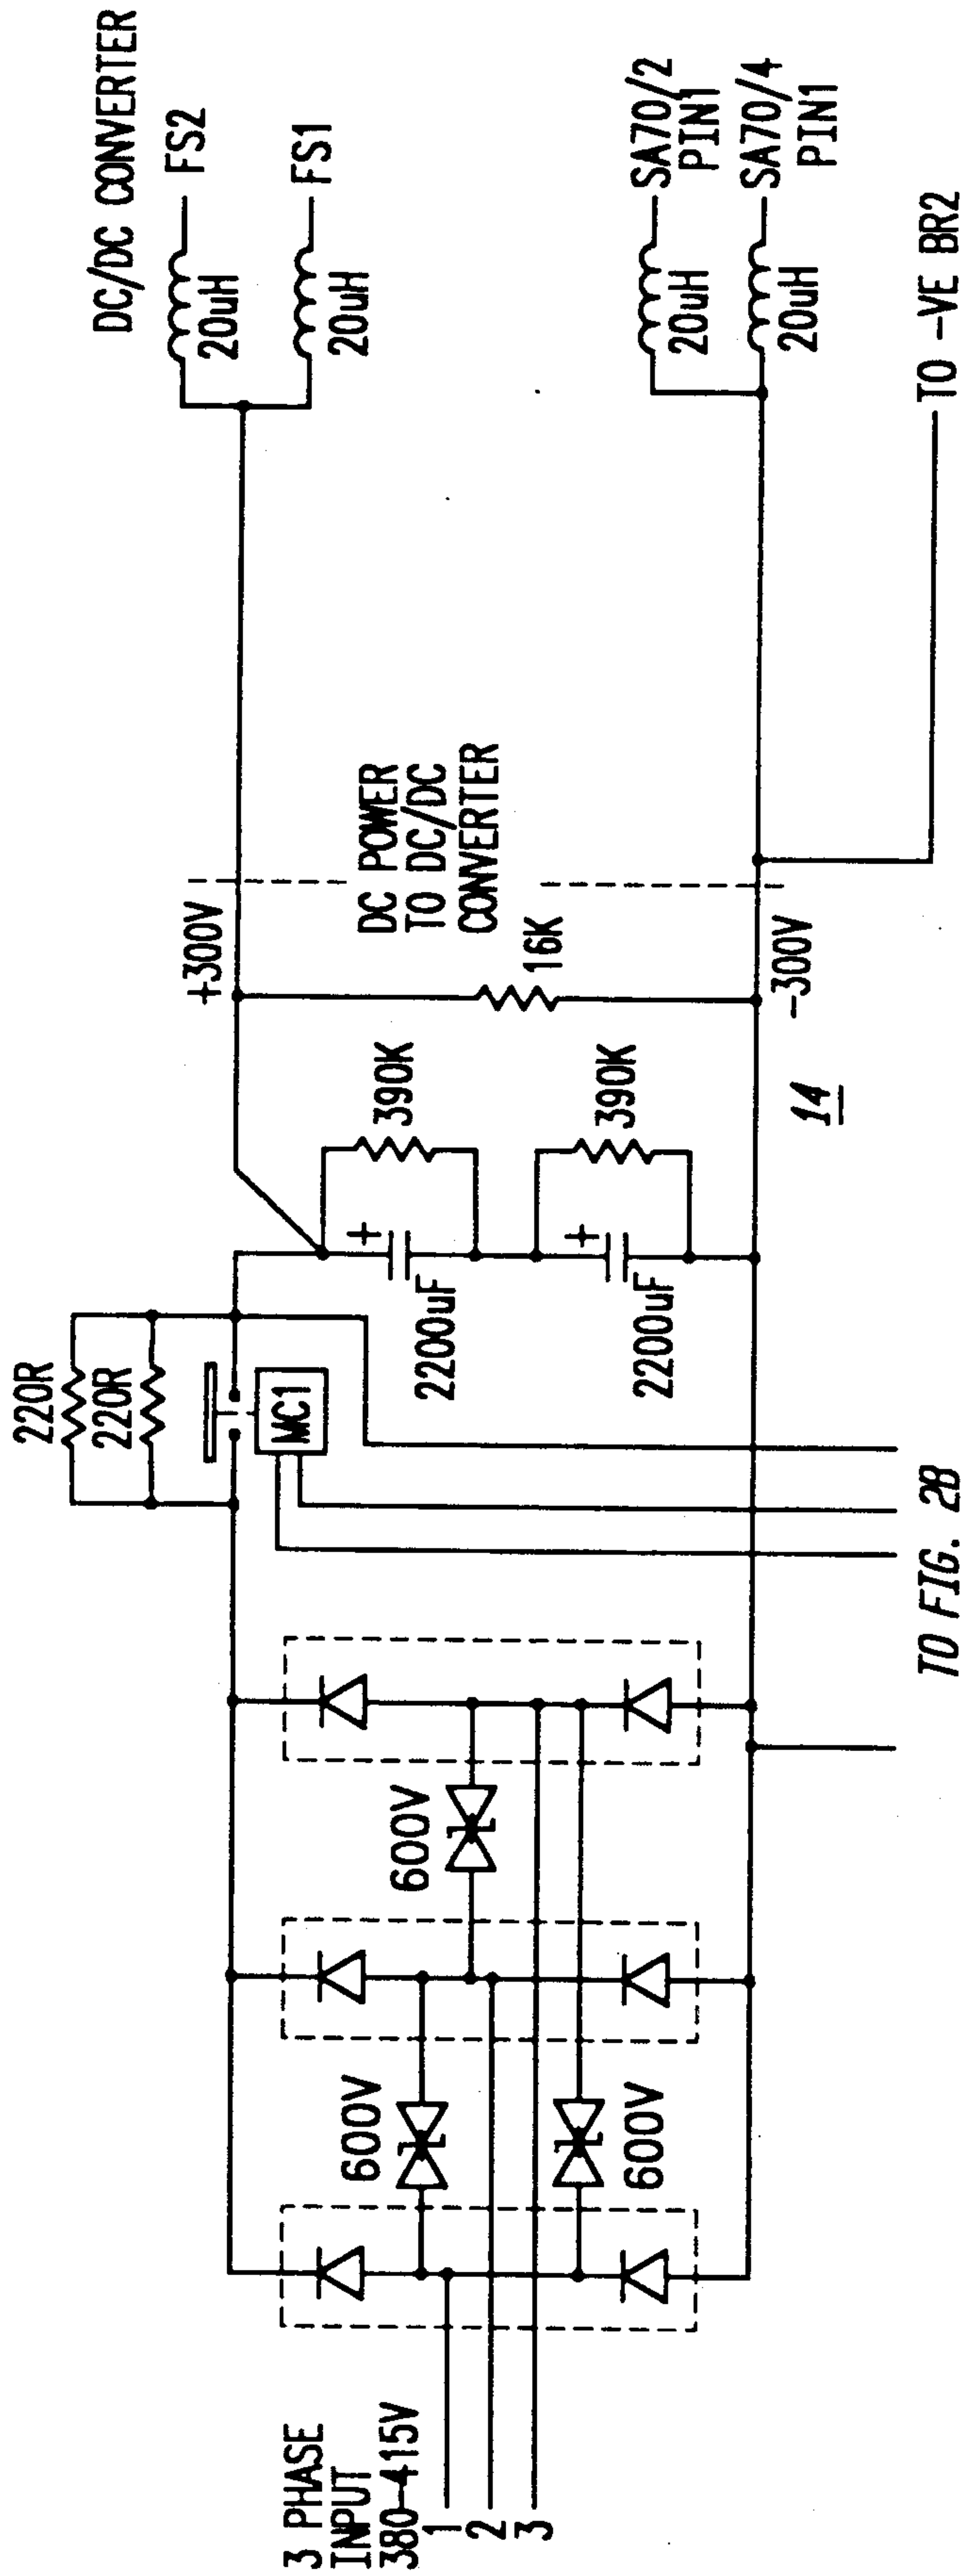 3 PHASE
INPUT
380-415V
1
2
3
600V
600V
600V
220R
220R
MC1
2200uF
2200uF
390K
390K
16K
+300V
-300V
14
DC POWER
TO DC/DC
CONVERTER
DC/DC CONVERTER
20uH
FS2
20uH
FS1
20uH
SA70/2
PIN1
20uH
SA70/4
PIN1
TO -VE BR2
TO FIG. 2B